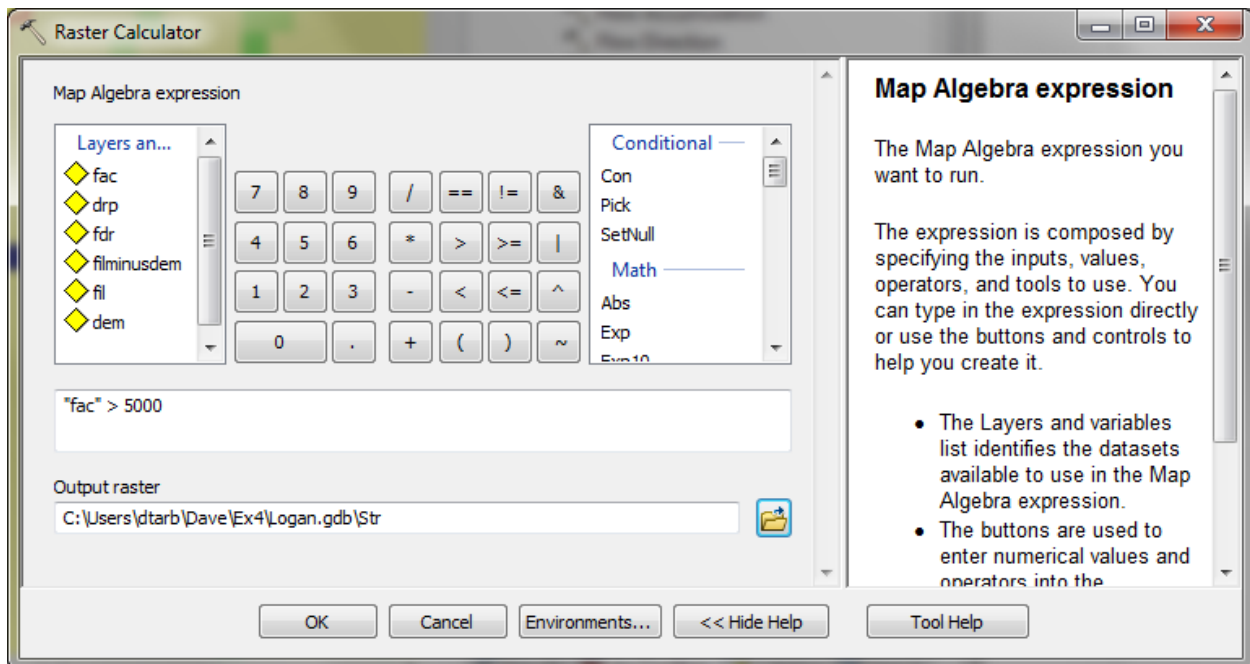 Flow Direction
Raster Calculator
Map Algebra expression
Layers an...
fac
drp
fdr
filminusdem
fil
dem
7 8 9 / == != &
4 5 6 * > >= |
1 2 3 - < <= ^
0 . + ( ) ~
Conditional
Con
Pick
SetNull
Math
Abs
Exp
Exp10
"fac" > 5000
Output raster
C:\Users\dtarb\Dave\Ex4\Logan.gdb\Str
OK Cancel Environments... << Hide Help Tool Help
Map Algebra expression
The Map Algebra expression you
want to run.
The expression is composed by
specifying the inputs, values,
operators, and tools to use. You
can type in the expression directly
or use the buttons and controls to
help you create it.
• The Layers and variables
list identifies the datasets
available to use in the Map
Algebra expression.
• The buttons are used to
enter numerical values and
operators into the